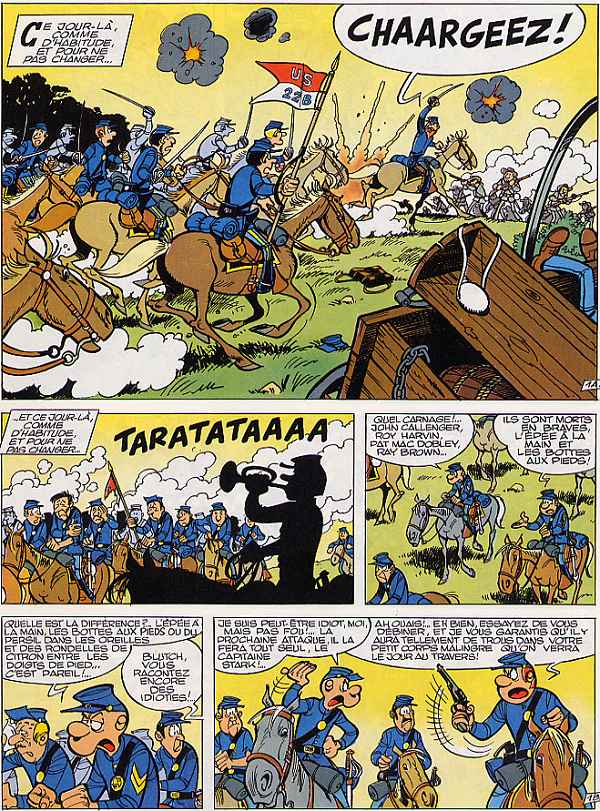 CE JOUR-LÀ,
COMME
D'HABITUDE,
ET POUR NE
PAS CHANGER...
CHAARGEEZ!
US
22B
1A
...ET CE JOUR-LÀ,
COMME
D'HABITUDE,
ET POUR NE
PAS CHANGER...
TARATATAAAA
QUEL CARNAGE!...
JOHN CALLENGER,
ROY HARVIN,
PAT MAC DOBLEY,
RAY BROWN...
ILS SONT MORTS
EN BRAVES,
L'ÉPÉE À LA
MAIN ET
LES BOTTES
AUX PIEDS!
QUELLE EST LA DIFFÉRENCE?.. L'ÉPÉE À
LA MAIN, LES BOTTES AUX PIEDS OU DU
PERSIL DANS LES OREILLES
ET DES RONDELLES DE
CITRON ENTRE LES
DOIGTS DE PIED...
C'EST PAREIL!...
BLUTCH,
VOUS
RACONTEZ
ENCORE
DES
IDIOTIES!
JE SUIS PEUT-ÊTRE IDIOT, MOI,
MAIS PAS FOU!... LA
PROCHAINE ATTAQUE, IL LA
FERA TOUT SEUL, LE
CAPITAINE
STARK!...
AH OUAIS!... EH BIEN, ESSAYEZ DE VOUS
DÉBINER, ET JE VOUS GARANTIS QU'IL Y
AURA TELLEMENT DE TROUS DANS VOTRE
PETIT CORPS MALINGRE QU'ON VERRA
LE JOUR AU TRAVERS!
1B